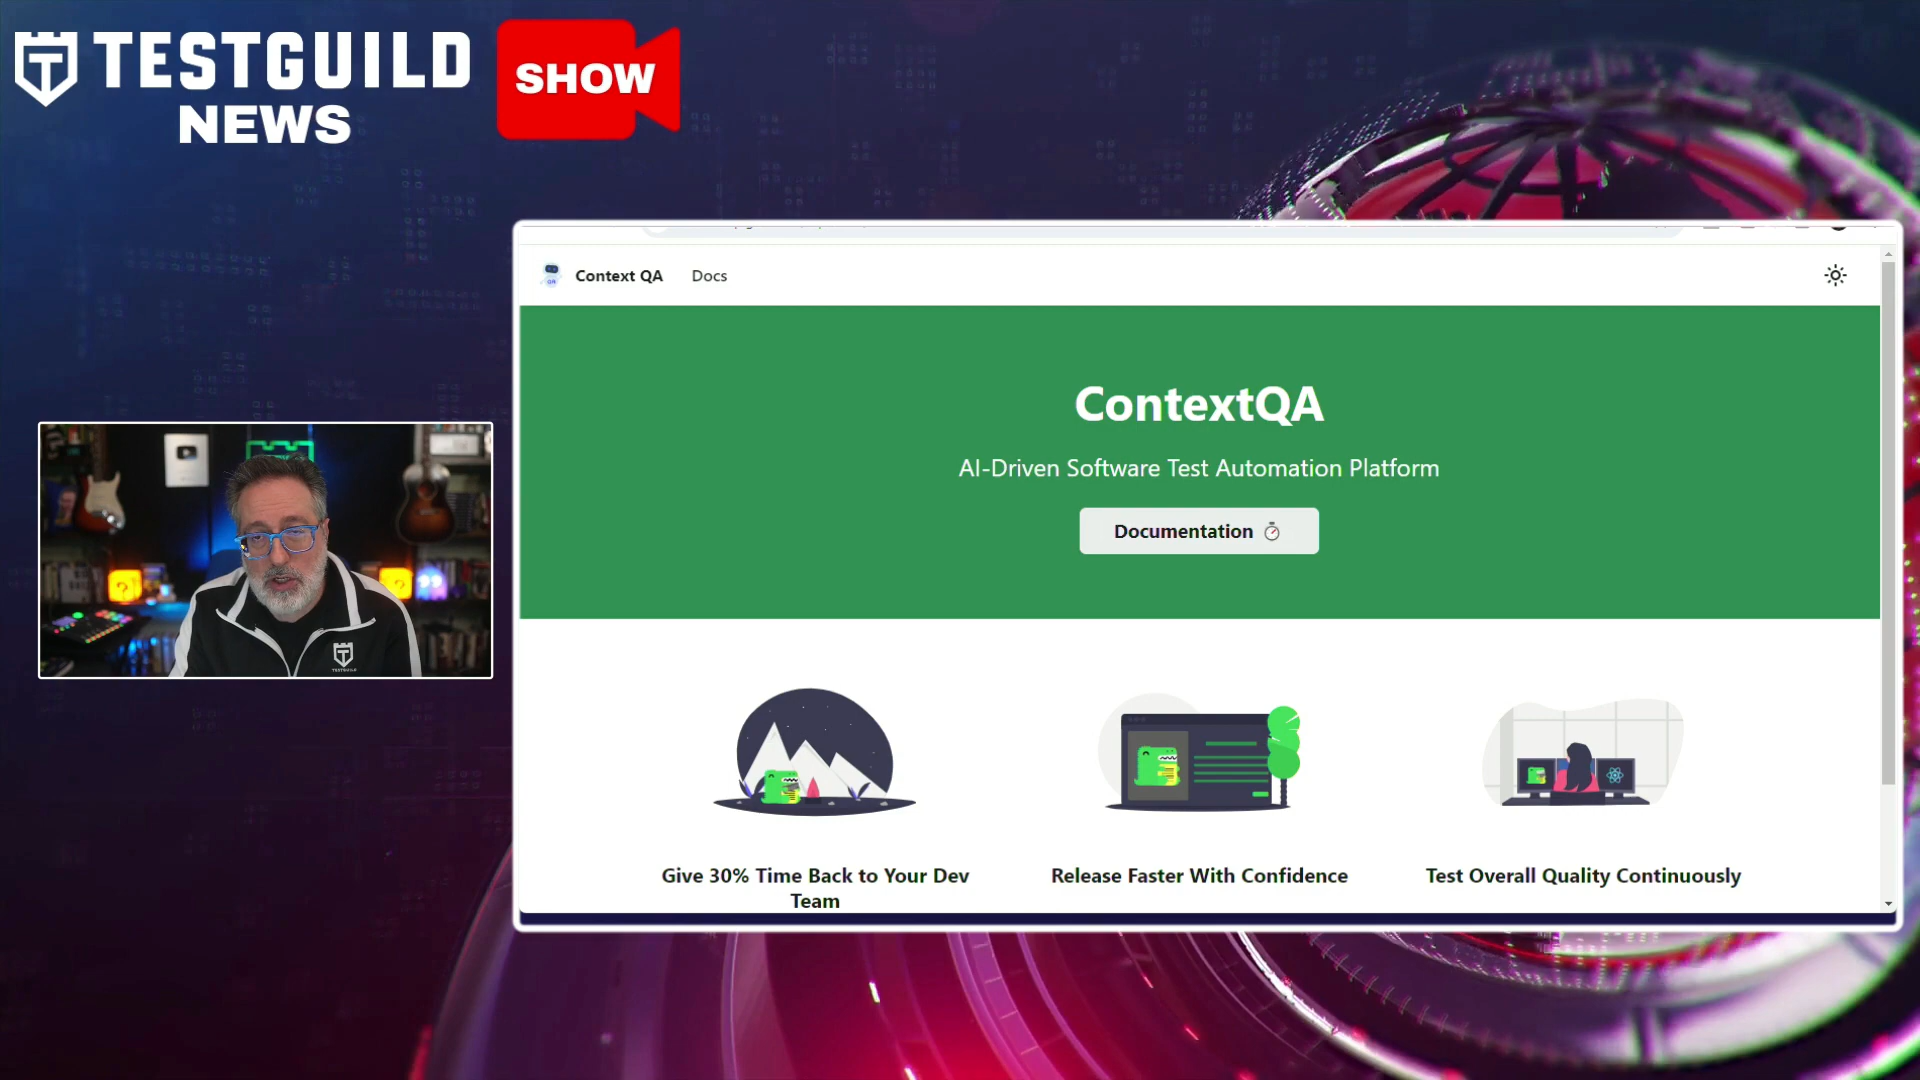 TESTGUILD
NEWS
SHOW
Context QA
Docs
ContextQA
AI-Driven Software Test Automation Platform
Documentation
Give 30% Time Back to Your Dev
Team
Release Faster With Confidence
Test Overall Quality Continuously
TESTGUILD